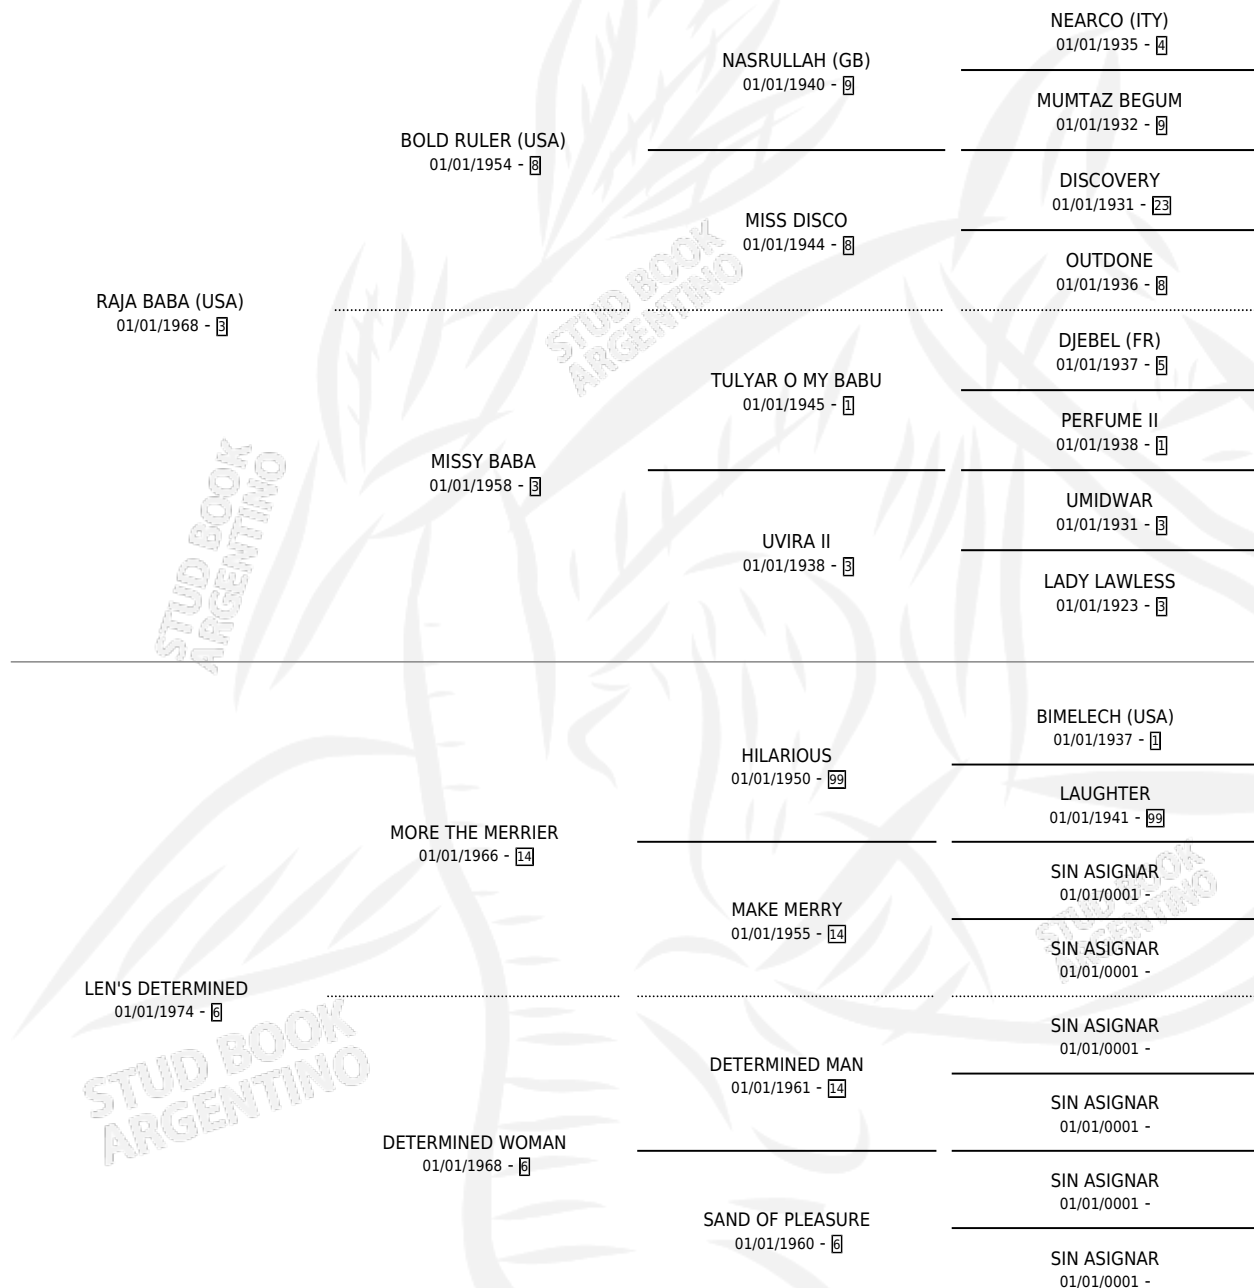 NEARCO (ITY)
01/01/1935 - 4
NASRULLAH (GB)
01/01/1940 - 9
MUMTAZ BEGUM
01/01/1932 - 9
BOLD RULER (USA)
01/01/1954 - 8
DISCOVERY
01/01/1931 - 23
MISS DISCO
01/01/1944 - 8
OUTDONE
01/01/1936 - 8
STUD BOOK
ARGENTINO
RAJA BABA (USA)
01/01/1968 - 3
DJEBEL (FR)
01/01/1937 - 5
TULYAR O MY BABU
01/01/1945 - 1
PERFUME II
01/01/1938 - 1
MISSY BABA
01/01/1958 - 3
UMIDWAR
01/01/1931 - 3
UVIRA II
01/01/1938 - 3
LADY LAWLESS
01/01/1923 - 3
STUD BOOK
ARGENTINO
BIMELECH (USA)
01/01/1937 - 1
HILARIOUS
01/01/1950 - 99
LAUGHTER
01/01/1941 - 99
MORE THE MERRIER
01/01/1966 - 14
SIN ASIGNAR
01/01/0001 -
MAKE MERRY
01/01/1955 - 14
SIN ASIGNAR
01/01/0001 -
STUD BOOK
ARGENTINO
LEN'S DETERMINED
01/01/1974 - 6
SIN ASIGNAR
01/01/0001 -
DETERMINED MAN
01/01/1961 - 14
SIN ASIGNAR
01/01/0001 -
STUD BOOK
ARGENTINO
DETERMINED WOMAN
01/01/1968 - 6
SIN ASIGNAR
01/01/0001 -
SAND OF PLEASURE
01/01/1960 - 6
SIN ASIGNAR
01/01/0001 -